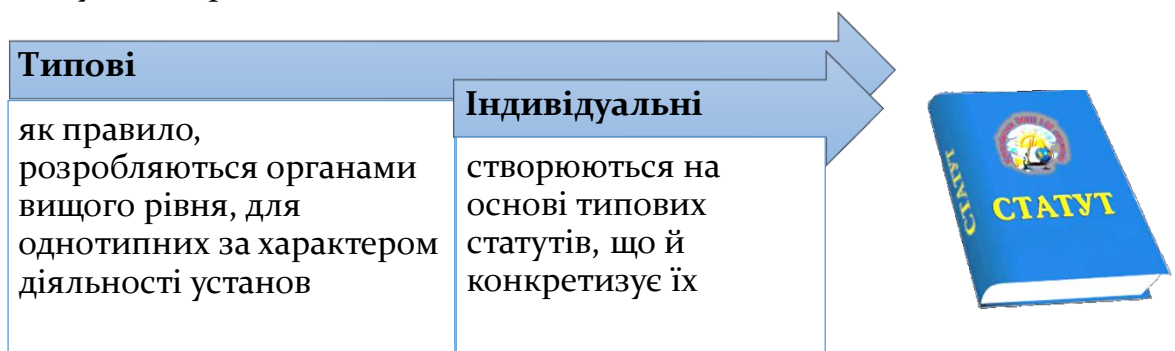 Типові
як правило,
розробляються органами
вищого рівня, для
однотипних за характером
діяльності установ
Індивідуальні
створюються на
основі типових
статутів, що й
конкретизує їх
СТАТУТ
СТАТУТ